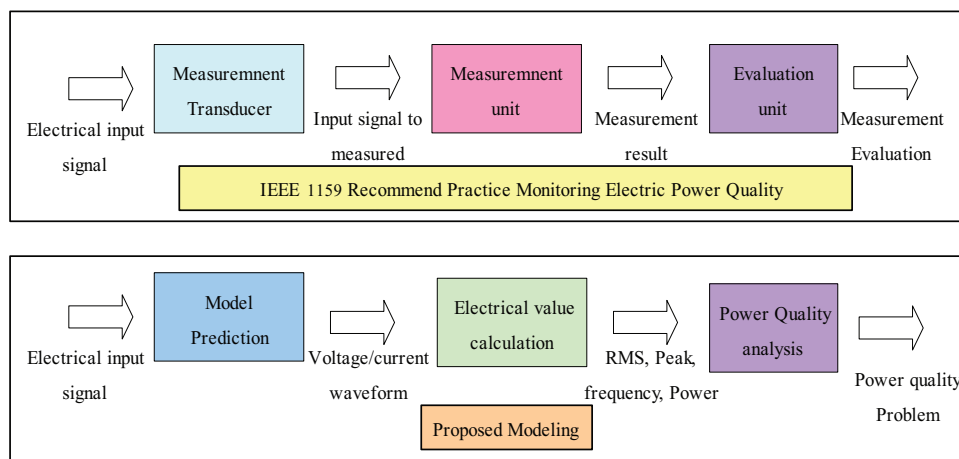 Measuremnent
Transducer
Measuremnent
unit
Evaluation
unit
Electrical input
signal
Input signal to
measured
Measurement
result
Measurement
Evaluation
IEEE 1159 Recommend Practice Monitoring Electric Power Quality
Model
Prediction
Electrical value
calculation
Power Quality
analysis
Electrical input
signal
Voltage/current
waveform
RMS, Peak,
frequency, Power
Power quality
Problem
Proposed Modeling